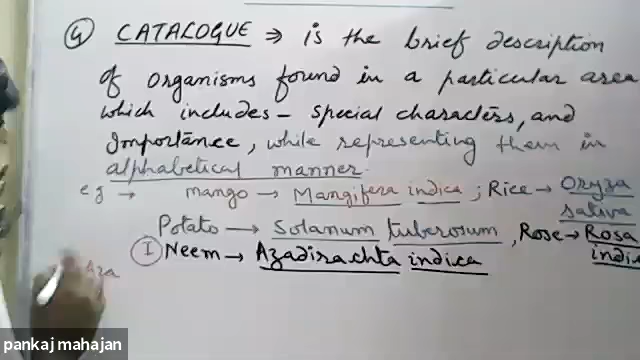 ④ CATALOGUE ⇒ is the brief description
of organisms found in a particular area
which includes - special characters, and
Importance, while representing them in
alphabetical manner.
eg → mango → Mangifera indica ; Rice → Oryza
sativa
Potato → Solanum tuberosum, Rose → Rosa
indi
Ⓘ Neem → Azadirachta indica
Aza
pankaj mahajan